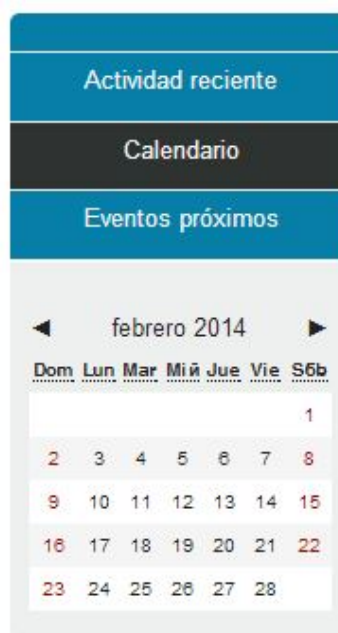 Actividad reciente
Calendario
Eventos próximos
◄ febrero 2014 ►
Dom Lun Mar Miй Jue Vie Sбb
1
2 3 4 5 6 7 8
9 10 11 12 13 14 15
16 17 18 19 20 21 22
23 24 25 26 27 28